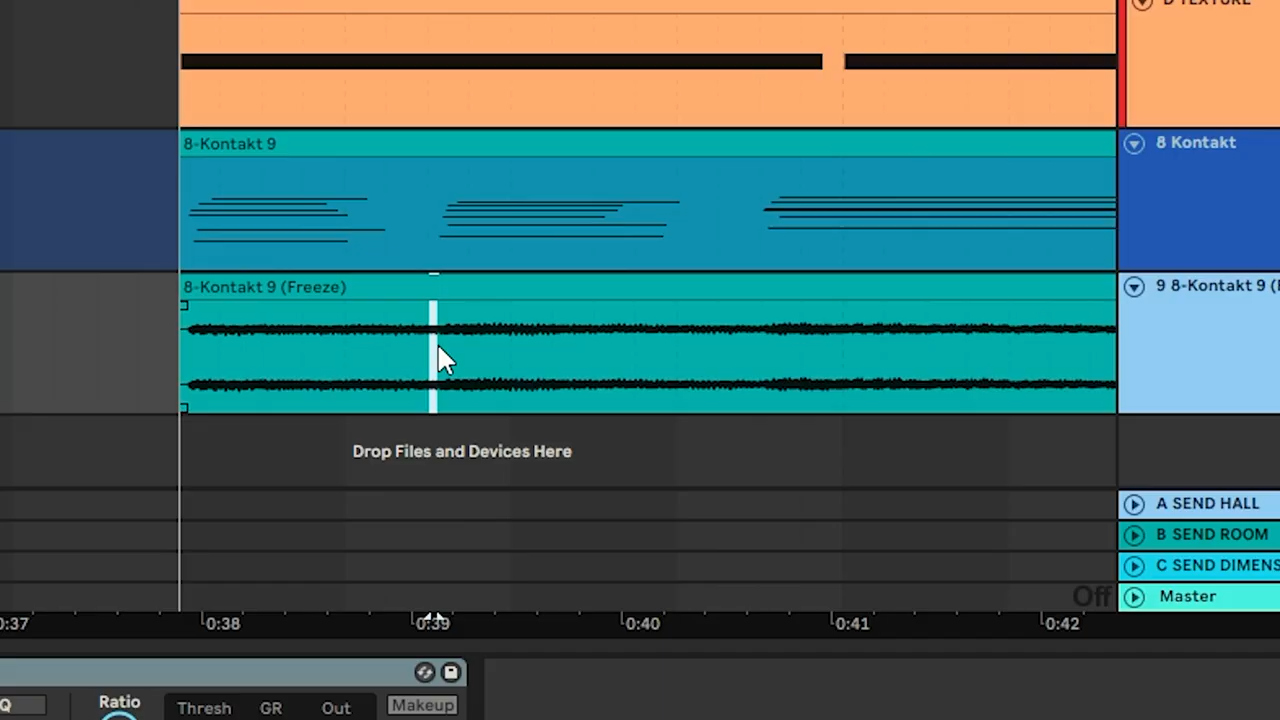 D TEXTURE
8-Kontakt 9
8 Kontakt
8-Kontakt 9 (Freeze)
9 8-Kontakt 9 (
Drop Files and Devices Here
A SEND HALL
B SEND ROOM
C SEND DIMENS
Off
Master
0:37
0:38
0:39
0:40
0:41
0:42
Q
Ratio
Thresh
GR
Out
Makeup